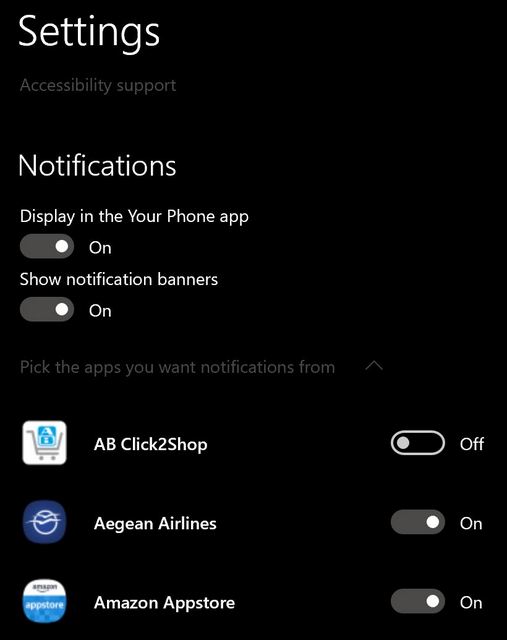 Settings
Accessibility support
Notifications
Display in the Your Phone app
On
Show notification banners
On
Pick the apps you want notifications from
AB Click2Shop
Off
Aegean Airlines
On
amazon
appstore
Amazon Appstore
On